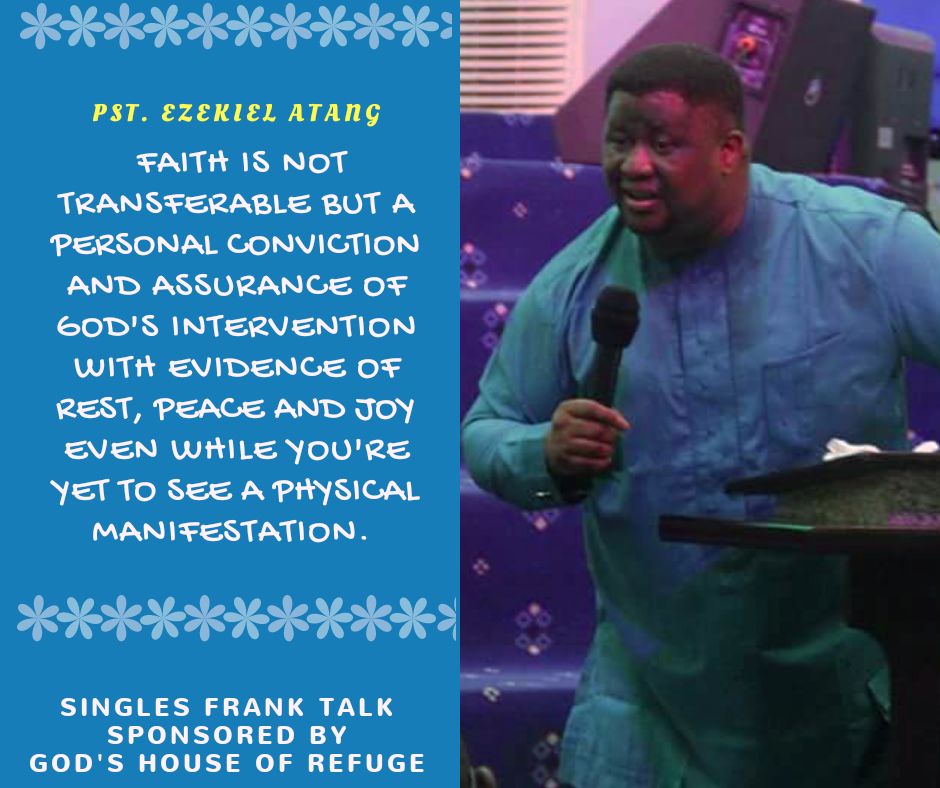 PST. EZEKIEL ATANG
FAITH IS NOT
TRANSFERABLE BUT A
PERSONAL CONVICTION
AND ASSURANCE OF
GOD'S INTERVENTION
WITH EVIDENCE OF
REST, PEACE AND JOY
EVEN WHILE YOU'RE
YET TO SEE A PHYSICAL
MANIFESTATION.
SINGLES FRANK TALK
SPONSORED BY
GOD'S HOUSE OF REFUGE